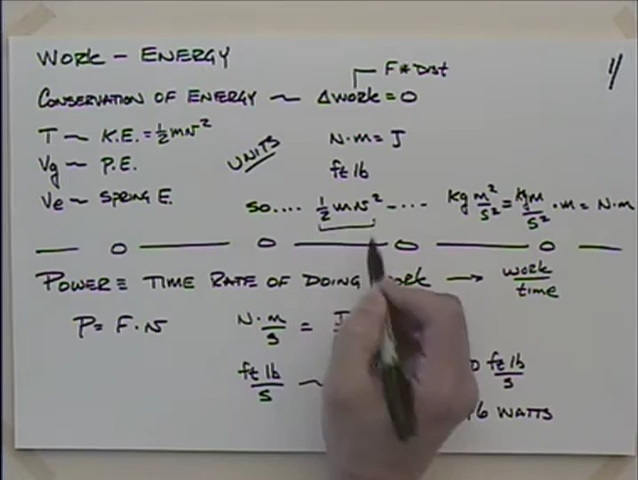 WORK – ENERGY
F * DIST
1/
CONSERVATION OF ENERGY ~ ΔWORK = 0
T ~ K.E. = ½mv²
N·m = J
Vg ~ P.E.
UNITS
ft lb
Ve ~ SPRING E.
SO.... ½mv² -... kg m²/s² = kg m/s² · m = N·m
POWER ≡ TIME RATE OF DOING → WORK/TIME
P = F·v
N·m/s = J
ft lb/s ~
ft lb/s
WATTS